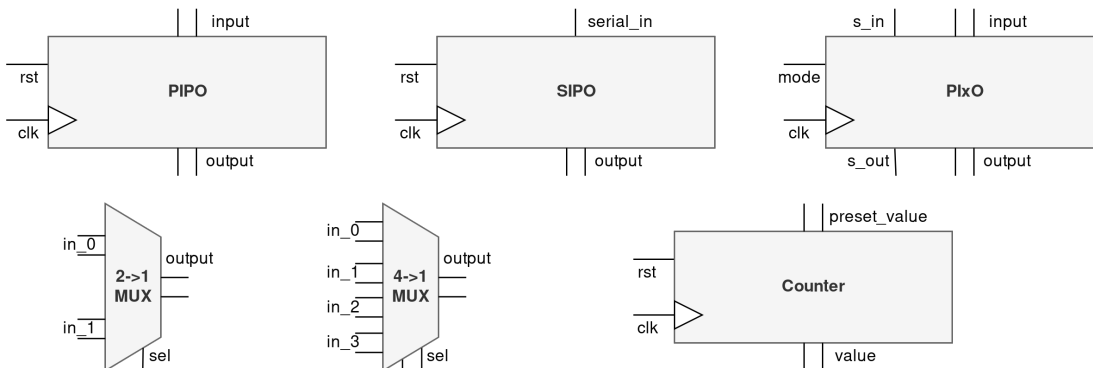 input
rst
PIPO
clk
output
serial_in
rst
SIPO
clk
output
s_in
input
mode
PIxO
clk
s_out
output
in_0
output
2->1
MUX
in_1
sel
in_0
output
in_1
4->1
MUX
in_2
in_3
sel
preset_value
rst
Counter
clk
value